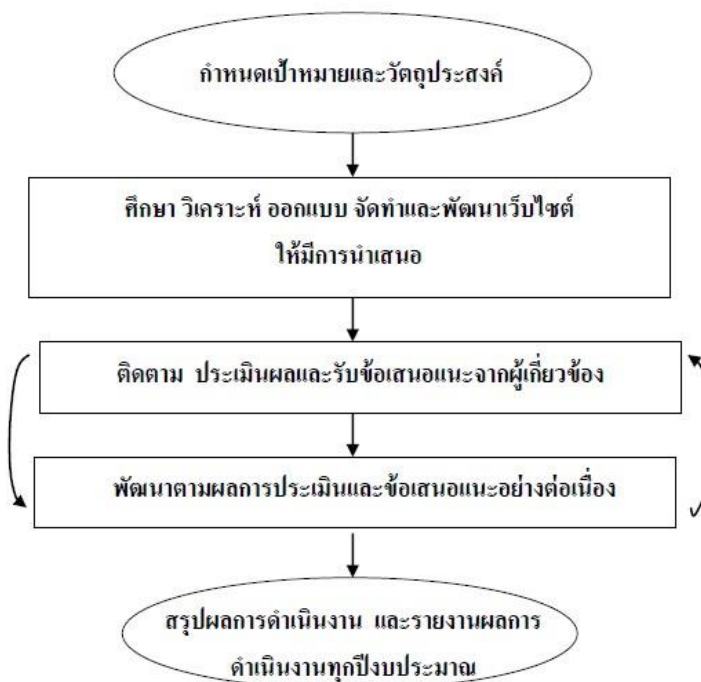 กำหนดเป้าหมายและวัตถุประสงค์
ศึกษา วิเคราะห์ ออกแบบ จัดทำและพัฒนาเว็บไซต์
ให้มีการนำเสนอ
ติดตาม ประเมินผลและรับข้อเสนอแนะจากผู้เกี่ยวข้อง
พัฒนาตามผลการประเมินและข้อเสนอแนะอย่างต่อเนื่อง
สรุปผลการดำเนินงาน และรายงานผลการ
ดำเนินงานทุกปีงบประมาณ